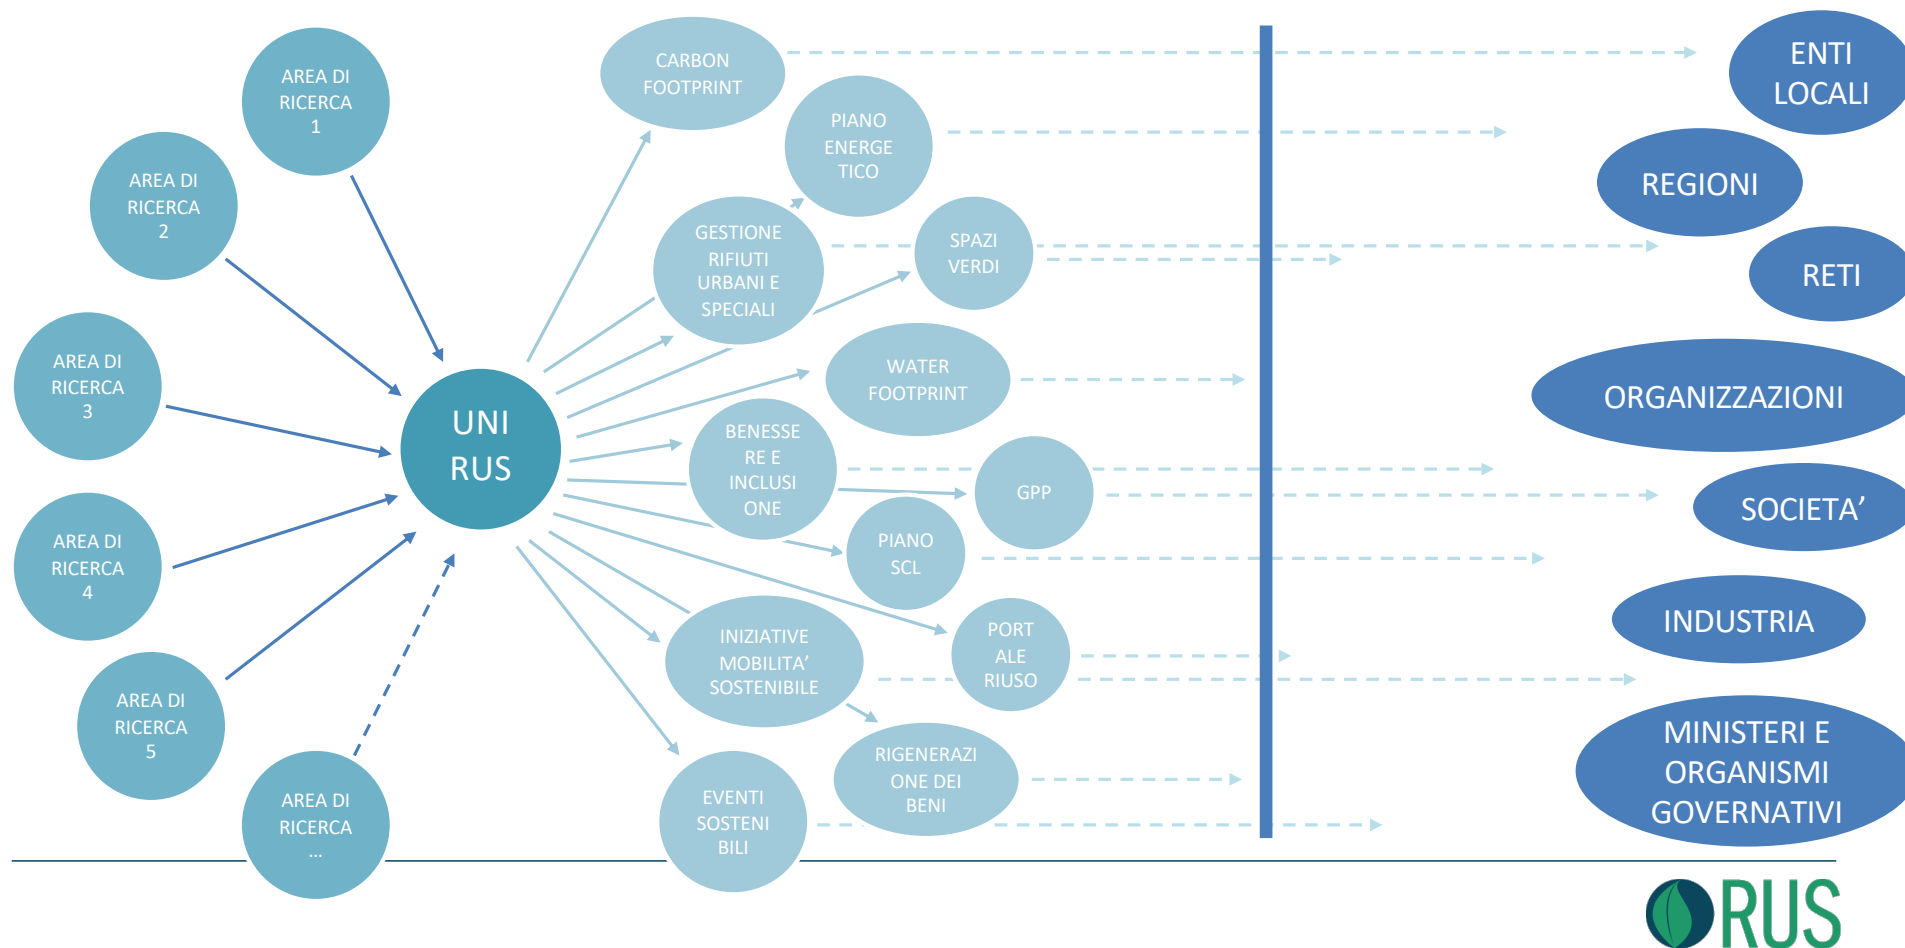 AREA DI
RICERCA
1
AREA DI
RICERCA
2
AREA DI
RICERCA
3
AREA DI
RICERCA
4
AREA DI
RICERCA
5
AREA DI
RICERCA
...
UNI
RUS
CARBON
FOOTPRINT
PIANO
ENERGE
TICO
GESTIONE
RIFIUTI
URBANI E
SPECIALI
SPAZI
VERDI
WATER
FOOTPRINT
BENESSE
RE E
INCLUSI
ONE
GPP
PIANO
SCL
INIZIATIVE
MOBILITA’
SOSTENIBILE
PORT
ALE
RIUSO
RIGENERAZI
ONE DEI
BENI
EVENTI
SOSTENI
BILI
ENTI
LOCALI
REGIONI
RETI
ORGANIZZAZIONI
SOCIETA’
INDUSTRIA
MINISTERI E
ORGANISMI
GOVERNATIVI
RUS